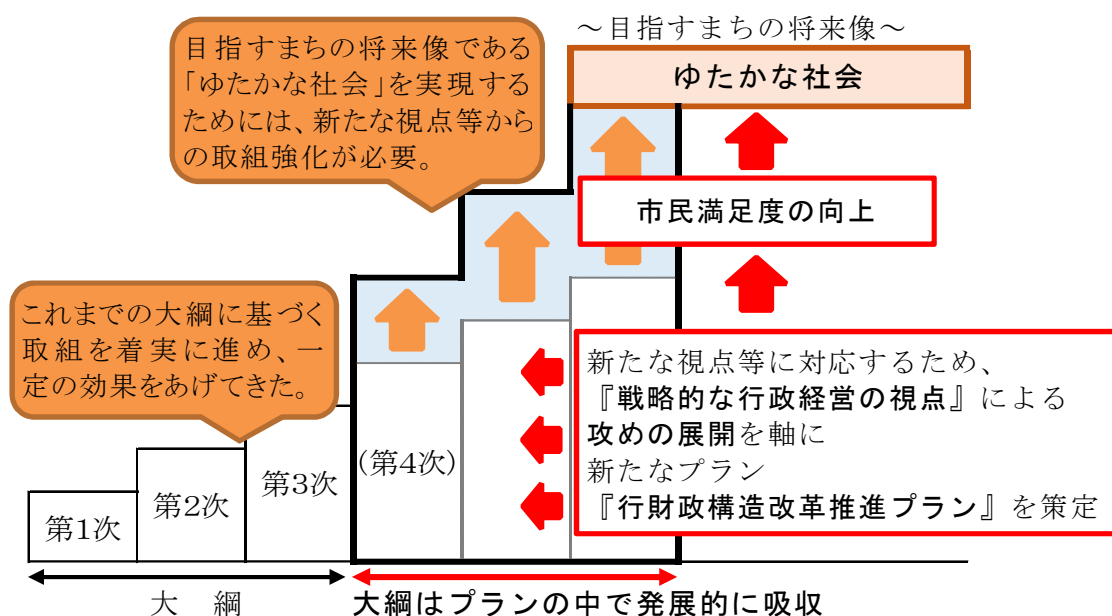 ～目指すまちの将来像～
ゆたかな社会
目指すまちの将来像である
「ゆたかな社会」を実現する
ためには、新たな視点等から
の取組強化が必要。
市民満足度の向上
これまでの大綱に基づく
取組を着実に進め、一
定の効果をあげてきた。
新たな視点等に対応するため、
『戦略的な行政経営の視点』による
攻めの展開を軸に
新たなプラン
『行財政構造改革推進プラン』を策定
第1次
第2次
第3次
(第4次)
大　綱
大綱はプランの中で発展的に吸収